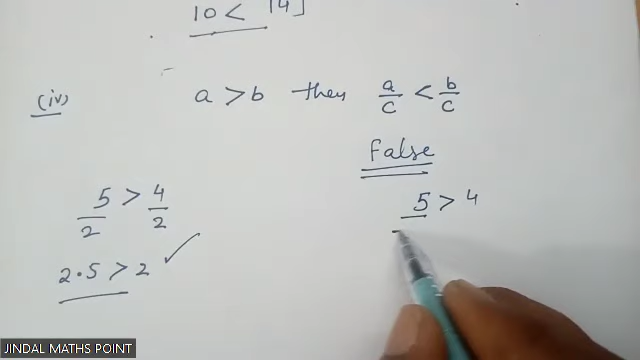 10 < 14]
(iv) a > b then a/c < b/c
False
5/2 > 4/2
5 > 4
2.5 > 2 ✓
JINDAL MATHS POINT